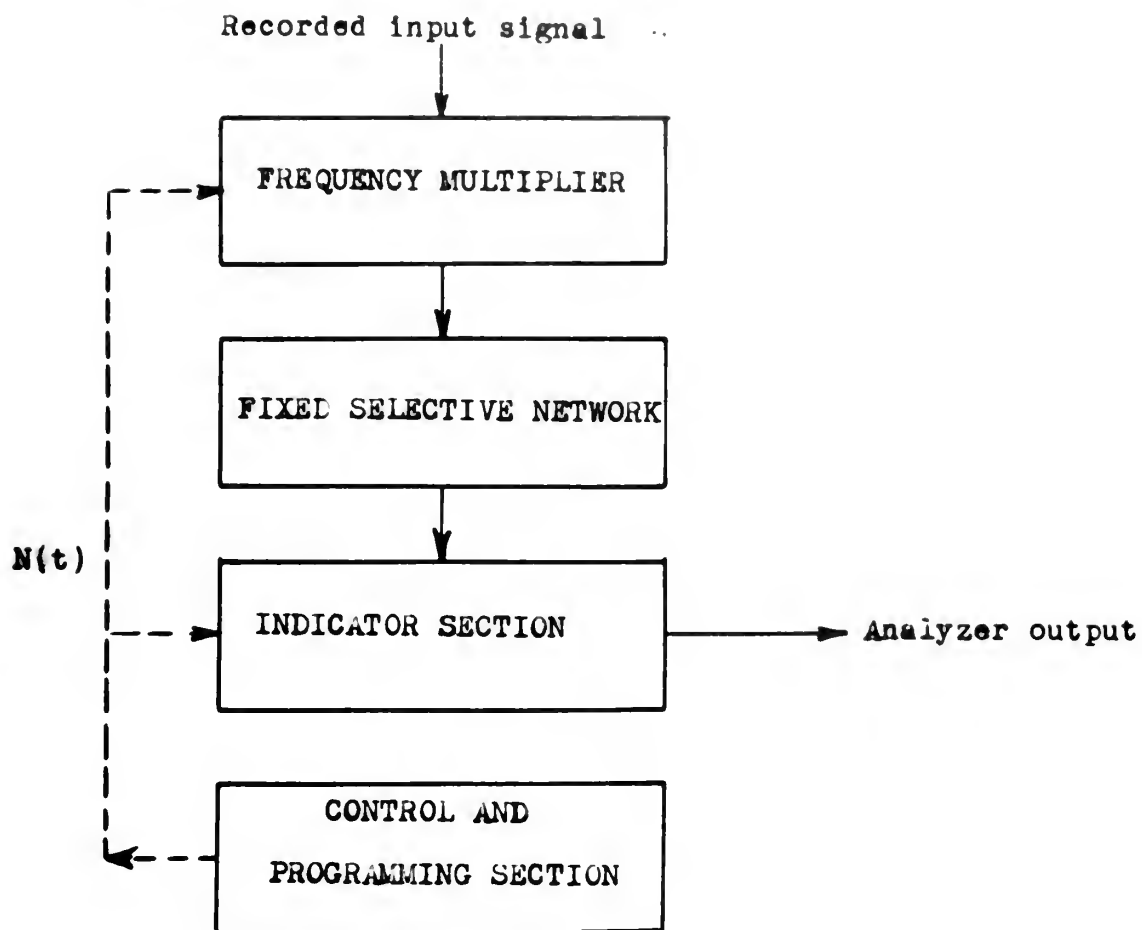 Recorded input signal
FREQUENCY MULTIPLIER
FIXED SELECTIVE NETWORK
N(t)
INDICATOR SECTION
Analyzer output
CONTROL AND
PROGRAMMING SECTION